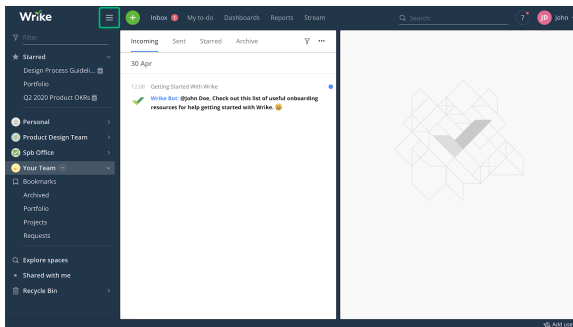 Wrike
Inbox 1 My to-do Dashboards Reports Stream
Search
? JD John
Filter
Starred
Design Process Guideli...
Portfolio
Q2 2020 Product OKRs
Personal
Product Design Team
Spb Office
Your Team
Bookmarks
Archived
Portfolio
Projects
Requests
Explore spaces
Shared with me
Recycle Bin
Incoming Sent Starred Archive
30 Apr
12:08 Getting Started With Wrike
Wrike Bot: @John Doe, Check out this list of useful onboarding
resources for help getting started with Wrike. 😃
Add use